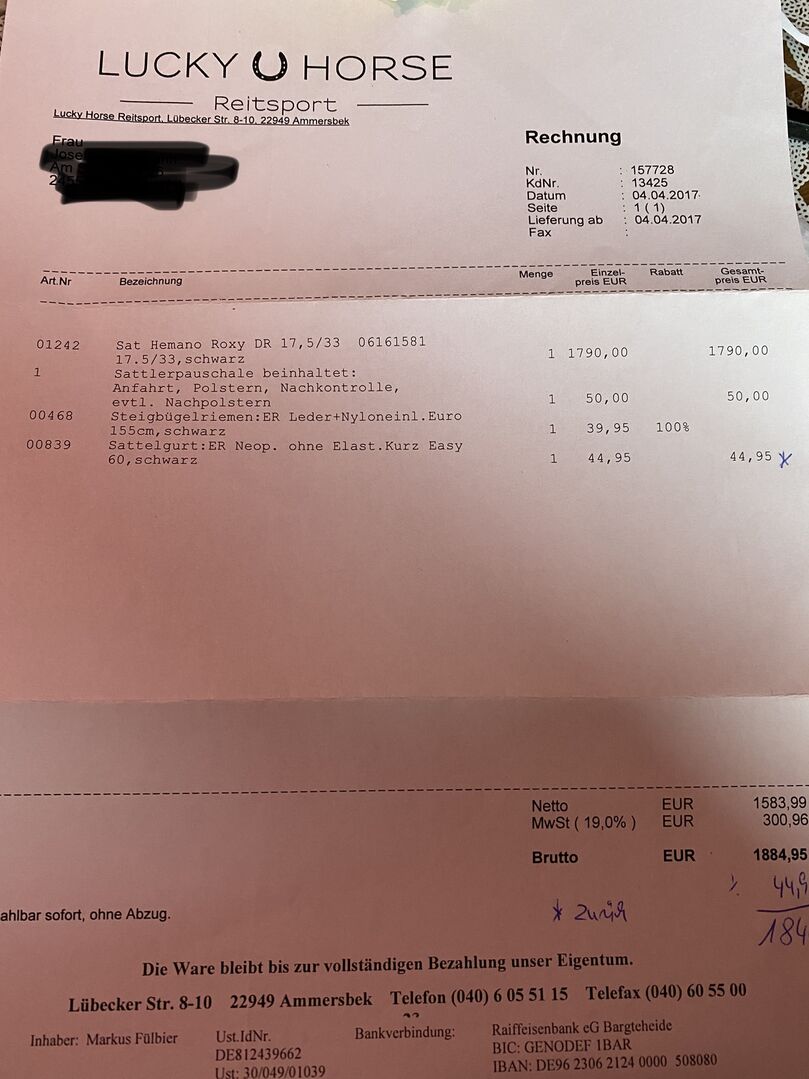 LUCKY HORSE
Reitsport
Lucky Horse Reitsport, Lübecker Str. 8-10, 22949 Ammersbek
Frau
Am
Rechnung
Nr. : 157728
KdNr. : 13425
Datum : 04.04.2017
Seite : 1 ( 1 )
Lieferung ab : 04.04.2017
Fax :
Art.Nr Bezeichnung Menge Einzel- Rabatt Gesamt-
preis EUR preis EUR
01242 Sat Hemano Roxy DR 17,5/33 06161581
17.5/33,schwarz 1 1790,00 1790,00
1 Sattlerpauschale beinhaltet:
Anfahrt, Polstern, Nachkontrolle,
evtl. Nachpolstern 1 50,00 50,00
00468 Steigbügelriemen:ER Leder+Nyloneinl.Euro
155cm,schwarz 1 39,95 100%
00839 Sattelgurt:ER Neop. ohne Elast.Kurz Easy
60,schwarz 1 44,95 44,95 *
Netto EUR 1583,99
MwSt ( 19,0% ) EUR 300,96
Brutto EUR 1884,95
44,9
ahlbar sofort, ohne Abzug.
* zurück
184
Die Ware bleibt bis zur vollständigen Bezahlung unser Eigentum.
Lübecker Str. 8-10 22949 Ammersbek Telefon (040) 6 05 51 15 Telefax (040) 60 55 00
Inhaber: Markus Fülbier Ust.IdNr. Bankverbindung: Raiffeisenbank eG Bargteheide
DE812439662 BIC: GENODEF 1BAR
Ust: 30/049/01039 IBAN: DE96 2306 2124 0000 508080